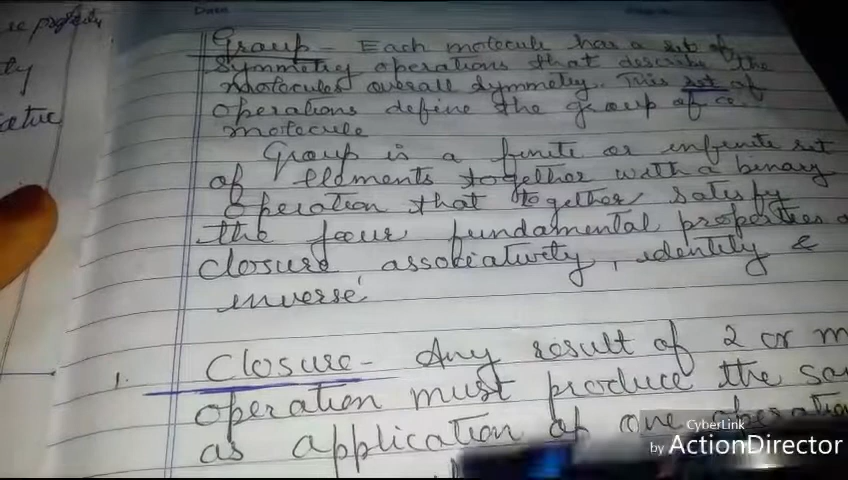 Date
ty
Group - Each molecule has a set of
symmetry operations that describe the
molecules overall symmetry. This set of
operations define the group of a
molecule
Group is a finite or infinite set
of elements together with a binary
operation that together satisfy
the four fundamental properties
closure associativity, identity &
inverse
1. Closure - Any result of 2 or m
operation must produce the sa
as application of one operation
CyberLink
by ActionDirector